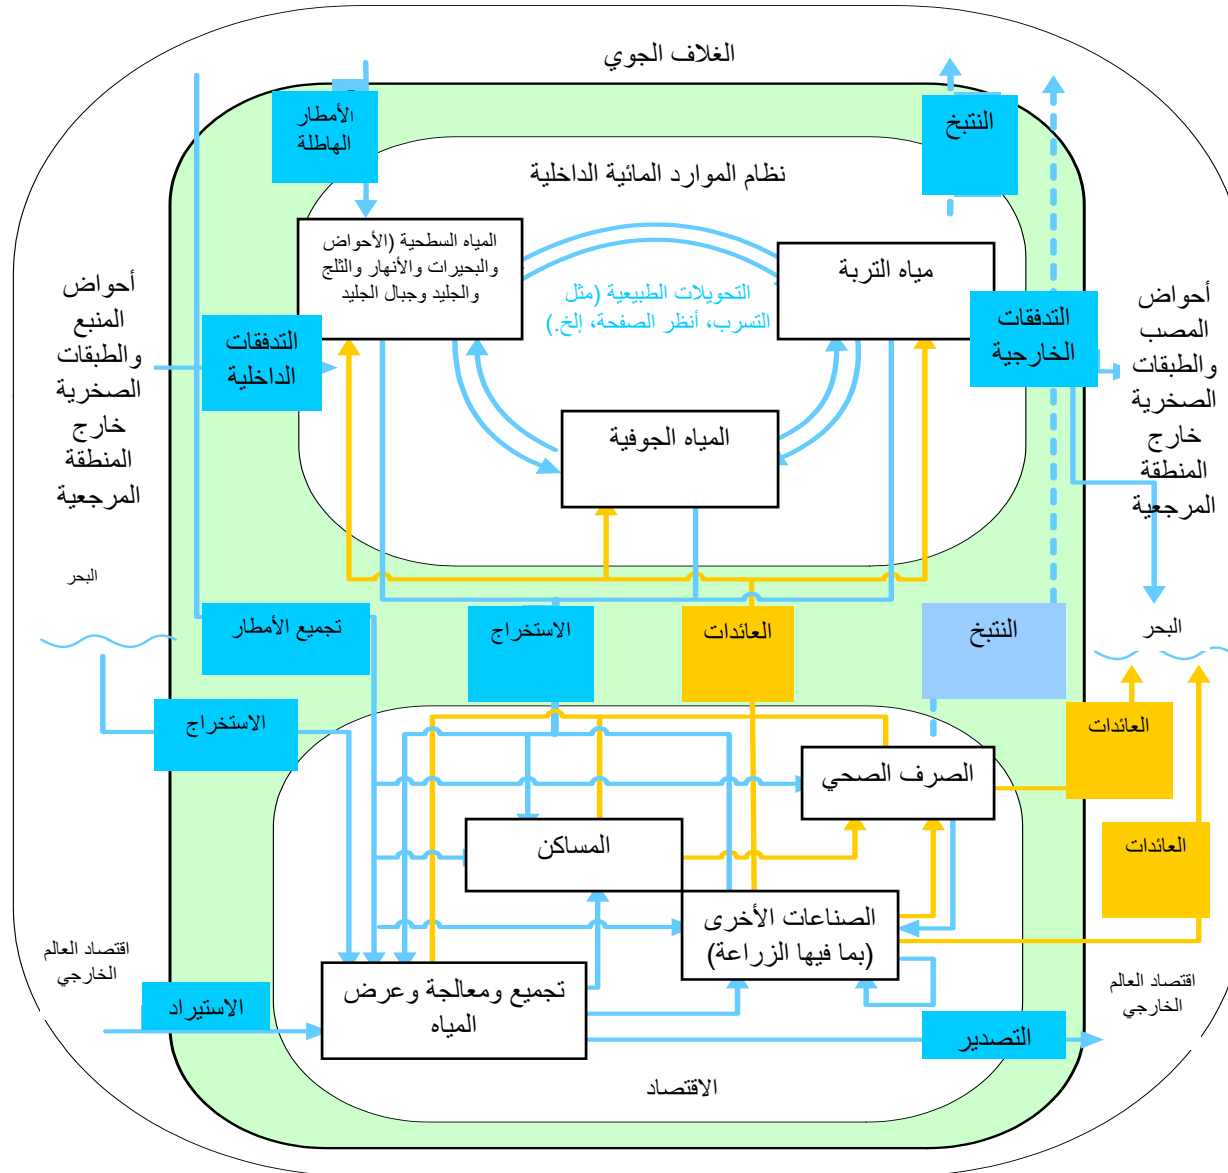 الغلاف الجوي
الأمطار
الهاطلة
النتبخ
نظام الموارد المائية الداخلية
المياه السطحية (الأحواض
والبحيرات والأنهار والثلج
والجليد وجبال الجليد
مياه التربة
التحويلات الطبيعية (مثل
التسرب، أنظر الصفحة، إلخ.)
أحواض
المنبع
والطبقات
الصخرية
خارج
المنطقة
المرجعية
التدفقات
الداخلية
التدفقات
الخارجية
أحواض
المصب
والطبقات
الصخرية
خارج
المنطقة
المرجعية
المياه الجوفية
البحر
تجميع الأمطار
الاستخراج
العائدات
النتبخ
البحر
الاستخراج
العائدات
الصرف الصحي
المساكن
العائدات
الصناعات الأخرى
(بما فيها الزراعة)
اقتصاد العالم
الخارجي
تجميع ومعالجة وعرض
المياه
اقتصاد العالم
الخارجي
الاستيراد
التصدير
الاقتصاد